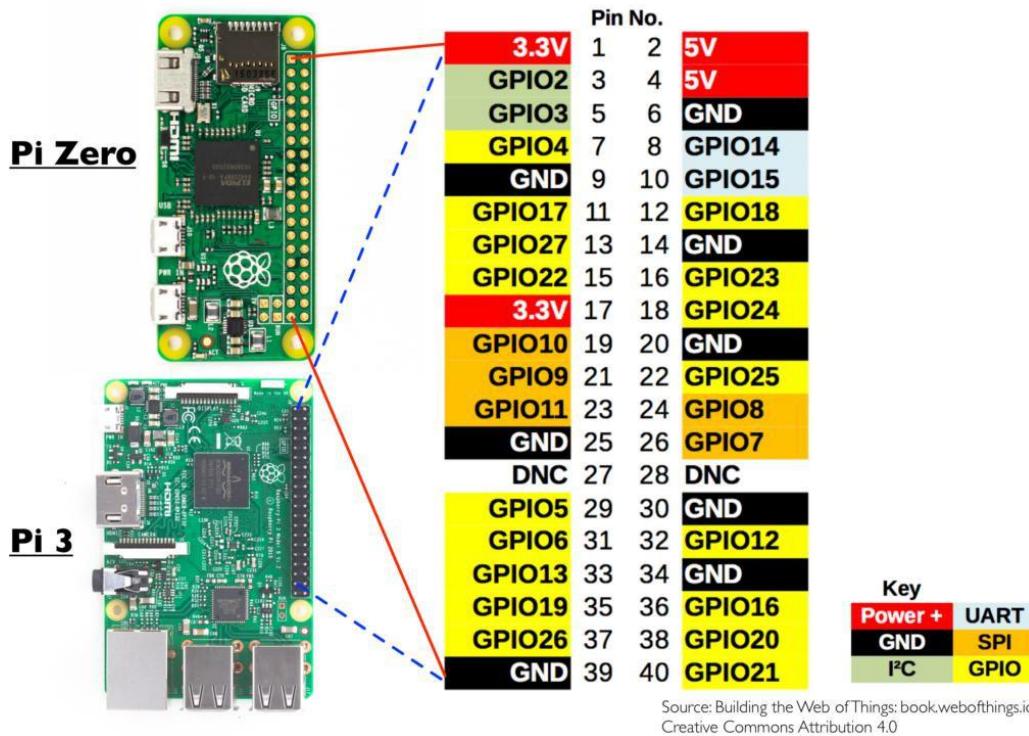 Pin No.
3.3V 1 2 5V
GPIO2 3 4 5V
GPIO3 5 6 GND
Pi Zero
GPIO4 7 8 GPIO14
GND 9 10 GPIO15
GPIO17 11 12 GPIO18
GPIO27 13 14 GND
GPIO22 15 16 GPIO23
3.3V 17 18 GPIO24
GPIO10 19 20 GND
GPIO9 21 22 GPIO25
GPIO11 23 24 GPIO8
GND 25 26 GPIO7
DNC 27 28 DNC
Pi 3
GPIO5 29 30 GND
GPIO6 31 32 GPIO12
GPIO13 33 34 GND
GPIO19 35 36 GPIO16
GPIO26 37 38 GPIO20
GND 39 40 GPIO21
Key
Power + UART
GND SPI
I²C GPIO
Source: Building the Web of Things: book.webofthings.io
Creative Commons Attribution 4.0
HDMI
USB
PWR
HDMI